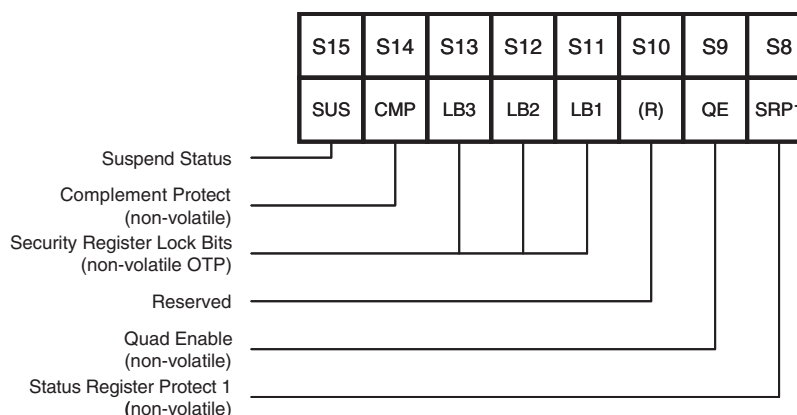 S15 S14 S13 S12 S11 S10 S9 S8
SUS CMP LB3 LB2 LB1 (R) QE SRP1
Suspend Status
Complement Protect
(non-volatile)
Security Register Lock Bits
(non-volatile OTP)
Reserved
Quad Enable
(non-volatile)
Status Register Protect 1
(non-volatile)